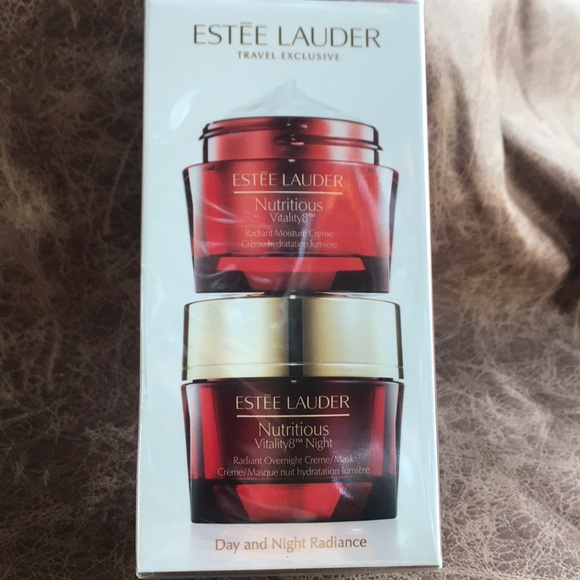 ESTĒE LAUDER
TRAVEL EXCLUSIVE
ESTĒE LAUDER
Nutritious
Vitality8™
Radiant Moisture Creme
Crème hydratation lumière
ESTĒE LAUDER
Nutritious
Vitality8™ Night
Radiant Overnight Creme/Mask
Crème/Masque nuit hydratation lumière
Day and Night Radiance